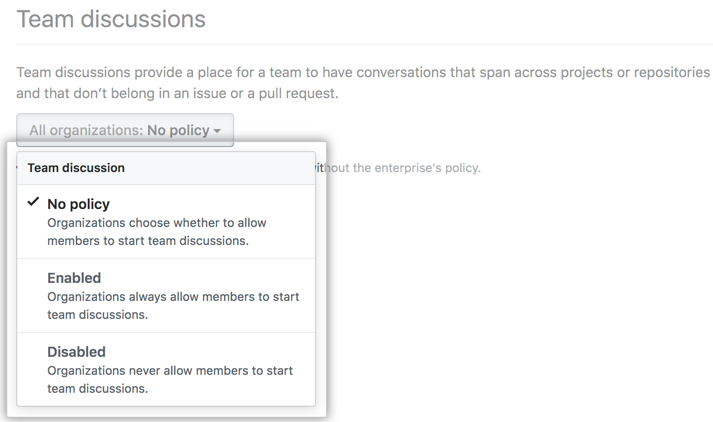 Team discussions
Team discussions provide a place for a team to have conversations that span across projects or repositories
and that don’t belong in an issue or a pull request.
All organizations: No policy
without the enterprise's policy.
Team discussion
No policy
Organizations choose whether to allow
members to start team discussions.
Enabled
Organizations always allow members to start
team discussions.
Disabled
Organizations never allow members to start
team discussions.